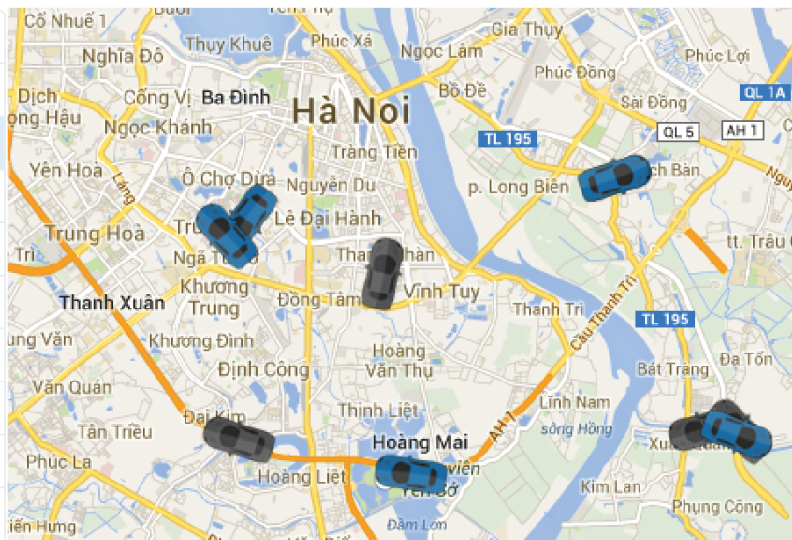 Cổ Nhuế 1
Thụy Khuê
Phúc Xá
Gia Thụy
Nghĩa Đô
Ngọc Lâm
Phúc Lợi
Phúc Đồng
Dịch
Cống Vị
Ba Đình
Bồ Đề
QL 1A
ọng Hậu
Hà Noi
Sài Đồng
Ngọc Khánh
TL 195
QL 5
AH 1
Tràng Tiền
Yên Hoà
Láng
Ô Chợ Dừa
Nguyễn Du
p. Long Biên
ch Bàn
Lê Đại Hành
Trung Hoà
tt. Trâu
Tri
Ngã
Khương
Trung
Đồng Tâm
Vĩnh Tuy
Thanh Xuân
Thanh Trì
Cầu Thanh Trì
TL 195
ung Văn
Khương Đình
Hoàng
Văn Thụ
Định Công
Bát Tràng
Đa Tốn
Văn Quán
Thịnh Liệt
Lĩnh Nam
Đại Kim
AH 1
sông Hồng
Tân Triều
Hoàng Mai
Phúc La
Hoàng Liệt
viên
Yên Sở
Kim Lan
Phụng Công
Đầm Lớn
iến Hưng